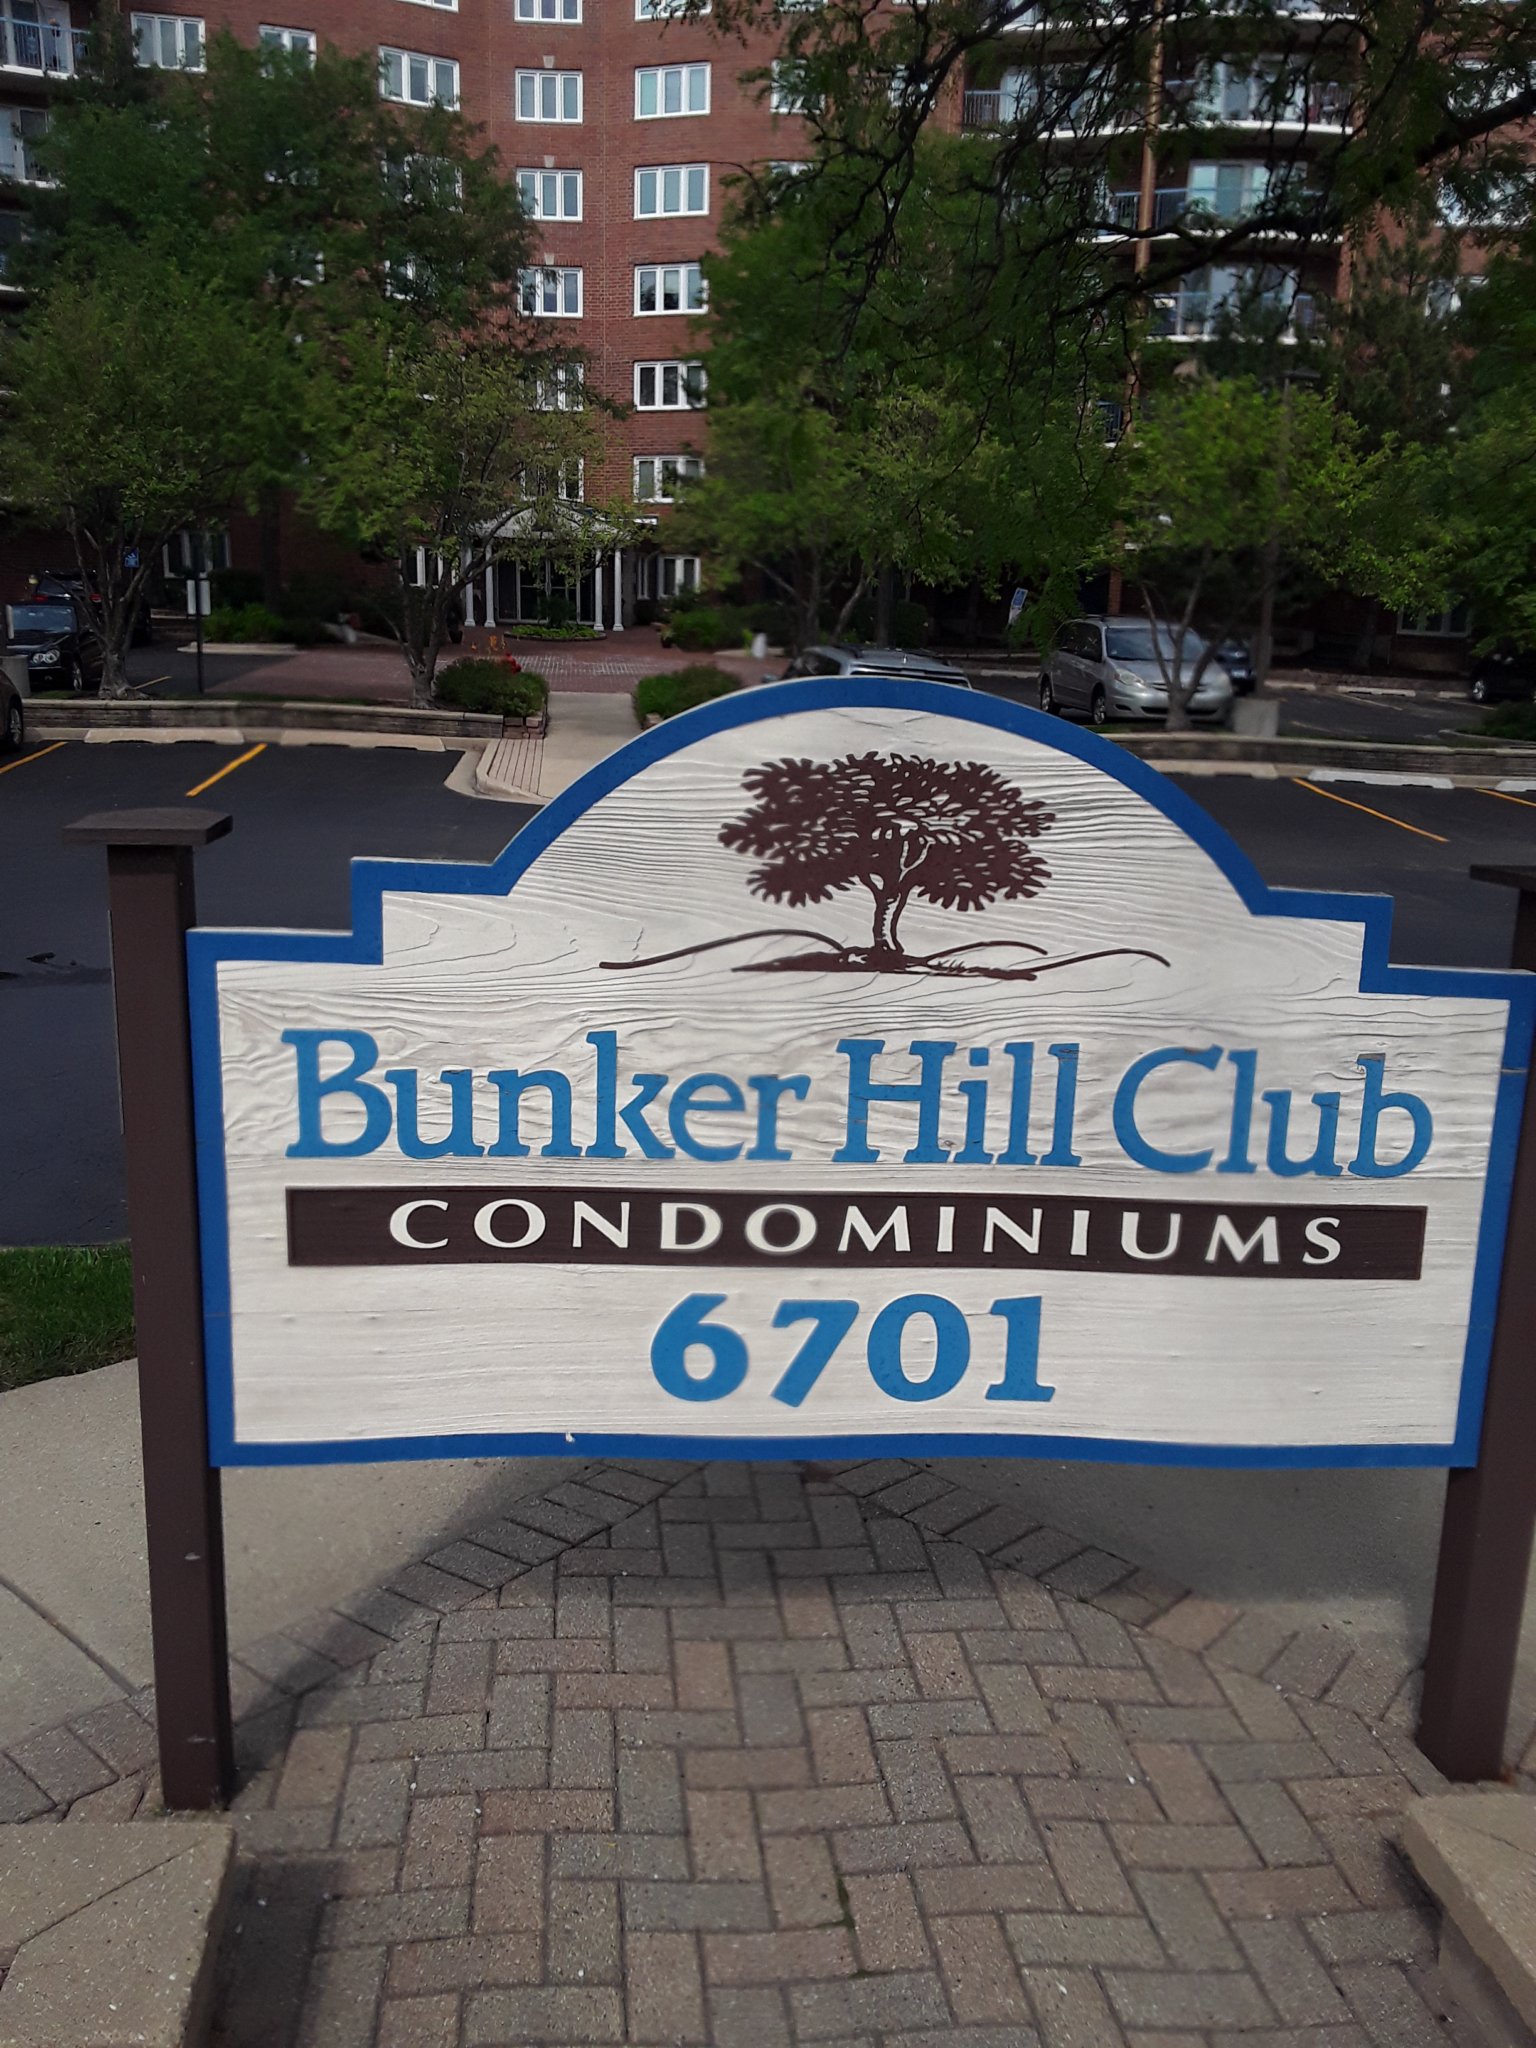 Bunker Hill Club
CONDOMINIUMS
6701